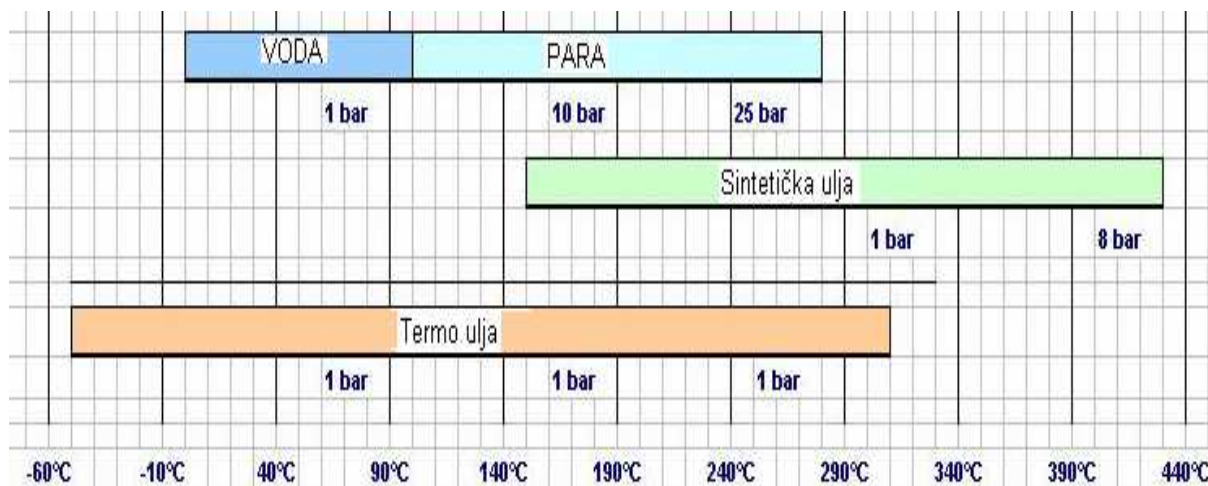 VODA PARA
1 bar 10 bar 25 bar
Sintetička ulja
1 bar 8 bar
Termo ulja
1 bar 1 bar 1 bar
-60°C -10°C 40°C 90°C 140°C 190°C 240°C 290°C 340°C 390°C 440°C